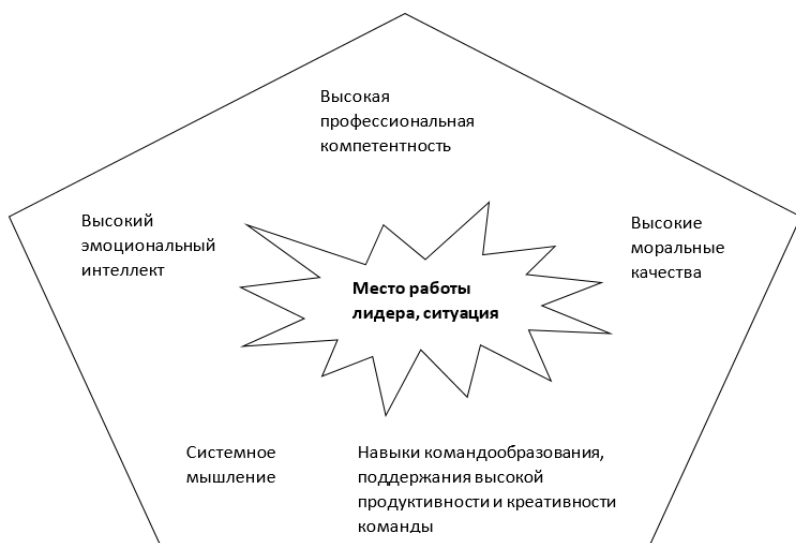 Высокая
профессиональная
компетентность
Высокий
эмоциональный
интеллект
Высокие
моральные
качества
Место работы
лидера, ситуация
Системное
мышление
Навыки командообразования,
поддержания высокой
продуктивности и креативности
команды